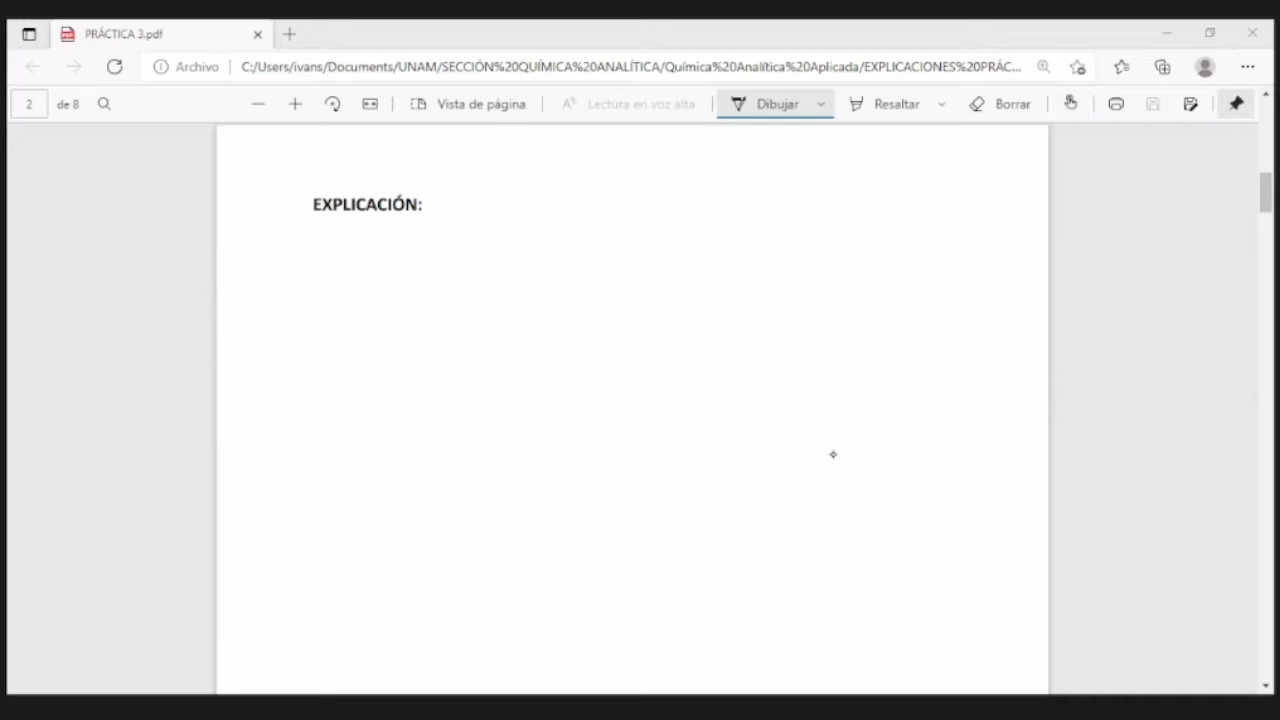 PRÁCTICA 3.pdf
Archivo
C:/Users/ivans/Documents/UNAM/SECCIÓN%20QUÍMICA%20ANALÍTICA/Química%20Analítica%20Aplicada/EXPLICACIONES%20PRÁC...
2 de 8 Vista de página Lectura en voz alta Dibujar Resaltar Borrar
EXPLICACIÓN: